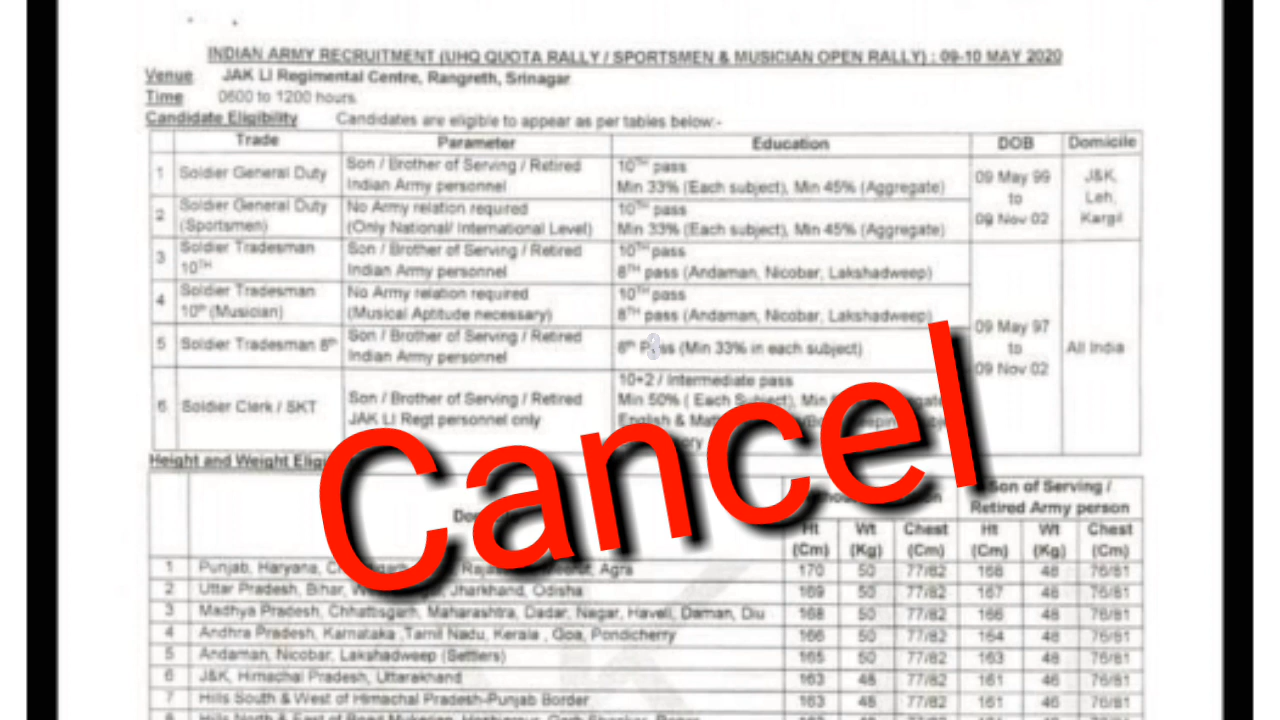 INDIAN ARMY RECRUITMENT (UHQ QUOTA RALLY / SPORTSMEN & MUSICIAN OPEN RALLY) : 09-10 MAY 2020
Venue JAK LI Regimental Centre, Rangreth, Srinagar
Time 0600 to 1200 hours.
Candidate Eligibility Candidates are eligible to appear as per tables below:-
Trade Parameter Education DOB Domicile
1 Soldier General Duty Son / Brother of Serving / Retired Indian Army personnel 10TH pass Min 33% (Each subject), Min 45% (Aggregate) 09 May 99 to 09 Nov 02 J&K, Leh, Kargil
2 Soldier General Duty (Sportsmen) No Army relation required (Only National/ International Level) 10TH pass Min 33% (Each subject), Min 45% (Aggregate)
3 Soldier Tradesman 10TH Son / Brother of Serving / Retired Indian Army personnel 10TH pass 8TH pass (Andaman, Nicobar, Lakshadweep) 09 May 97 to 09 Nov 02 All India
4 Soldier Tradesman 10th (Musician) No Army relation required (Musical Aptitude necessary) 10TH pass 8TH pass (Andaman, Nicobar, Lakshadweep)
5 Soldier Tradesman 8th Son / Brother of Serving / Retired Indian Army personnel 8th Pass (Min 33% in each subject)
6 Soldier Clerk / SKT Son / Brother of Serving / Retired JAK LI Regt personnel only 10+2 / Intermediate pass Min 50% ( Each Subject), Min English &
Cancel
Height and Weight
Son of Serving / Retired Army person
Ht (Cm) Wt (Kg) Chest (Cm) Ht (Cm) Wt (Kg) Chest (Cm)
1 Punjab, Haryana, Agra 170 50 77/82 168 48 76/81
2 Uttar Pradesh, Bihar, Jharkhand, Odisha 169 50 77/82 167 48 76/81
3 Madhya Pradesh, Chhattisgarh, Maharashtra, Dadar, Nagar, Haveli, Daman, Diu 168 50 77/82 166 48 76/81
4 Andhra Pradesh, Karnataka ,Tamil Nadu, Kerala , Goa, Pondicherry 166 50 77/82 164 48 76/81
5 Andaman, Nicobar, Lakshadweep (Settlers) 165 50 77/82 163 48 76/81
6 J&K, Himachal Pradesh, Uttarakhand 163 48 77/82 161 46 76/81
7 Hills South & West of Himachal Pradesh-Punjab Border 163 48 77/82 161 46 76/81